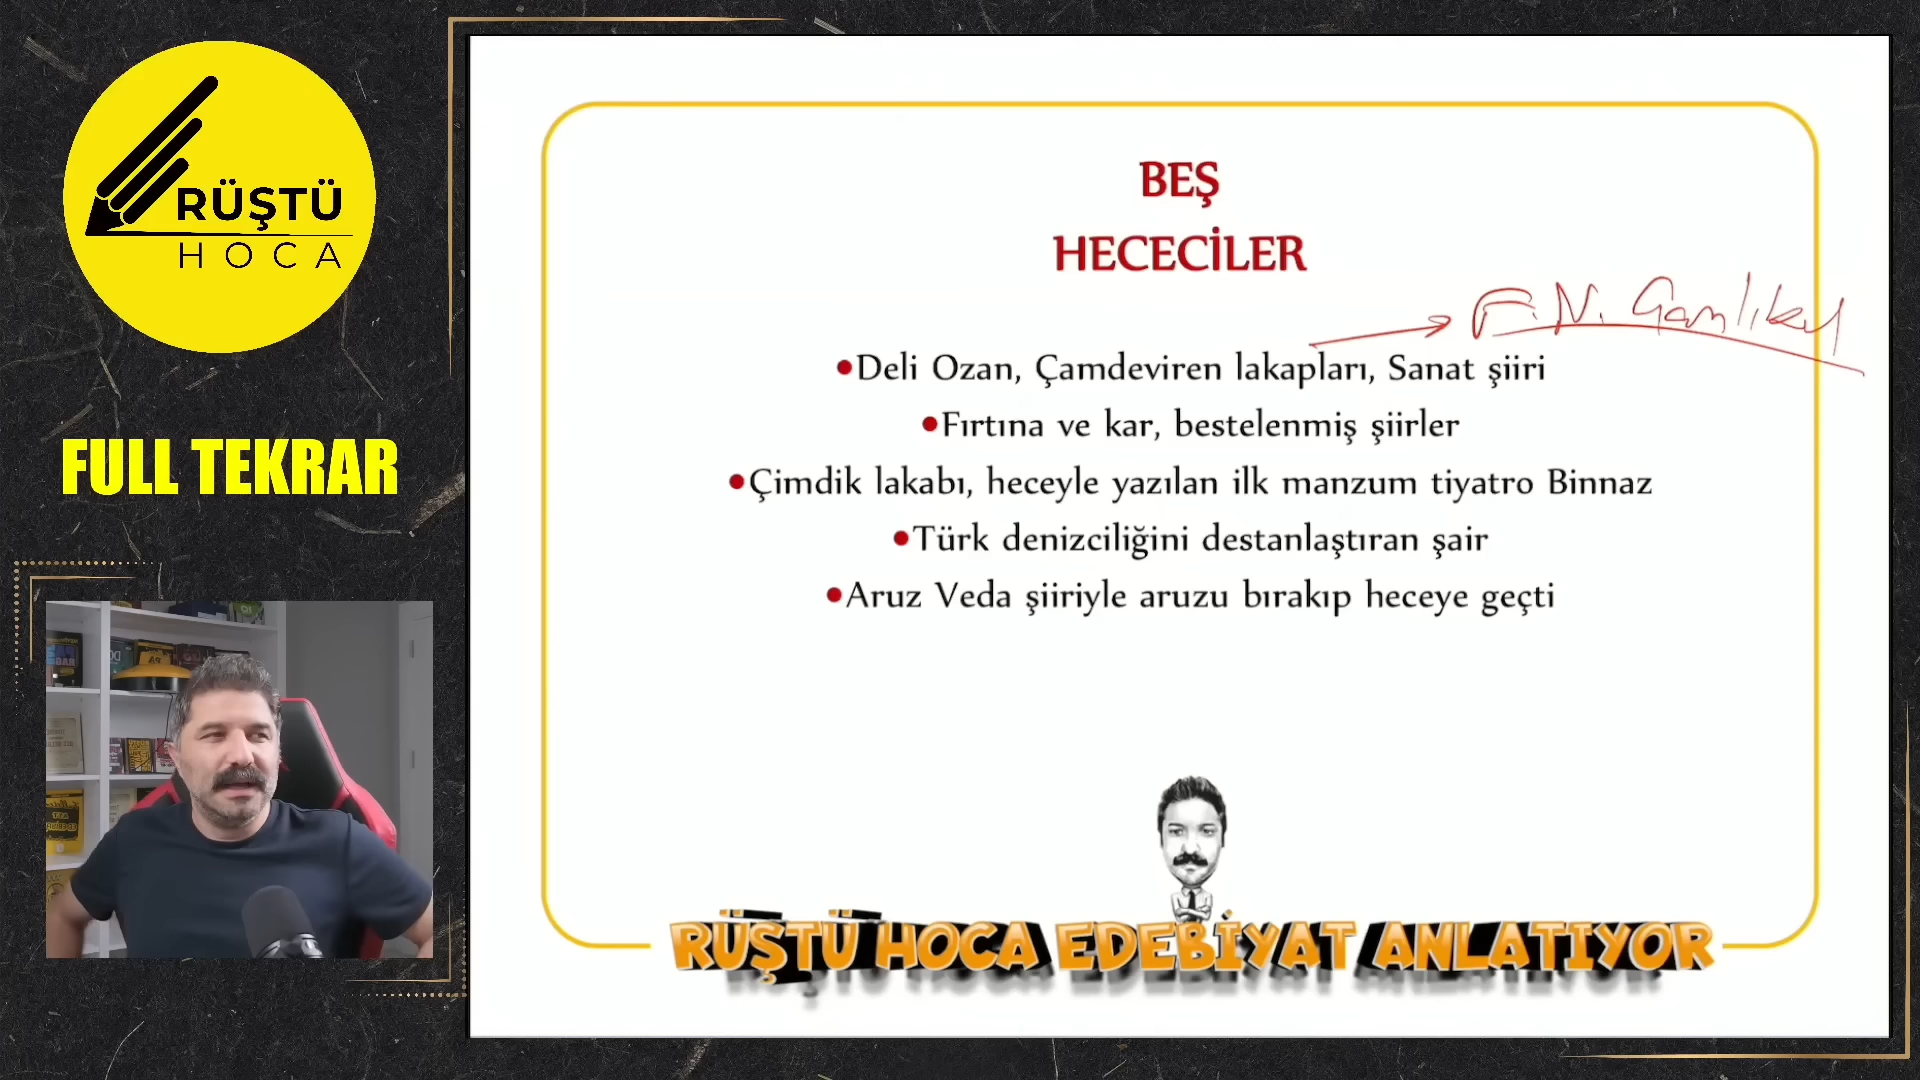 RÜŞTÜ
HOCA
FULL TEKRAR
BEŞ
HECECİLER
F. N. Çamlıbel
•Deli Ozan, Çamdeviren lakapları, Sanat şiiri
•Fırtına ve kar, bestelenmiş şiirler
•Çimdik lakabı, heceyle yazılan ilk manzum tiyatro Binnaz
•Türk denizciliğini destanlaştıran şair
•Aruz Veda şiiriyle aruzu bırakıp heceye geçti
RÜŞTÜ HOCA EDEBİYAT ANLATIYOR